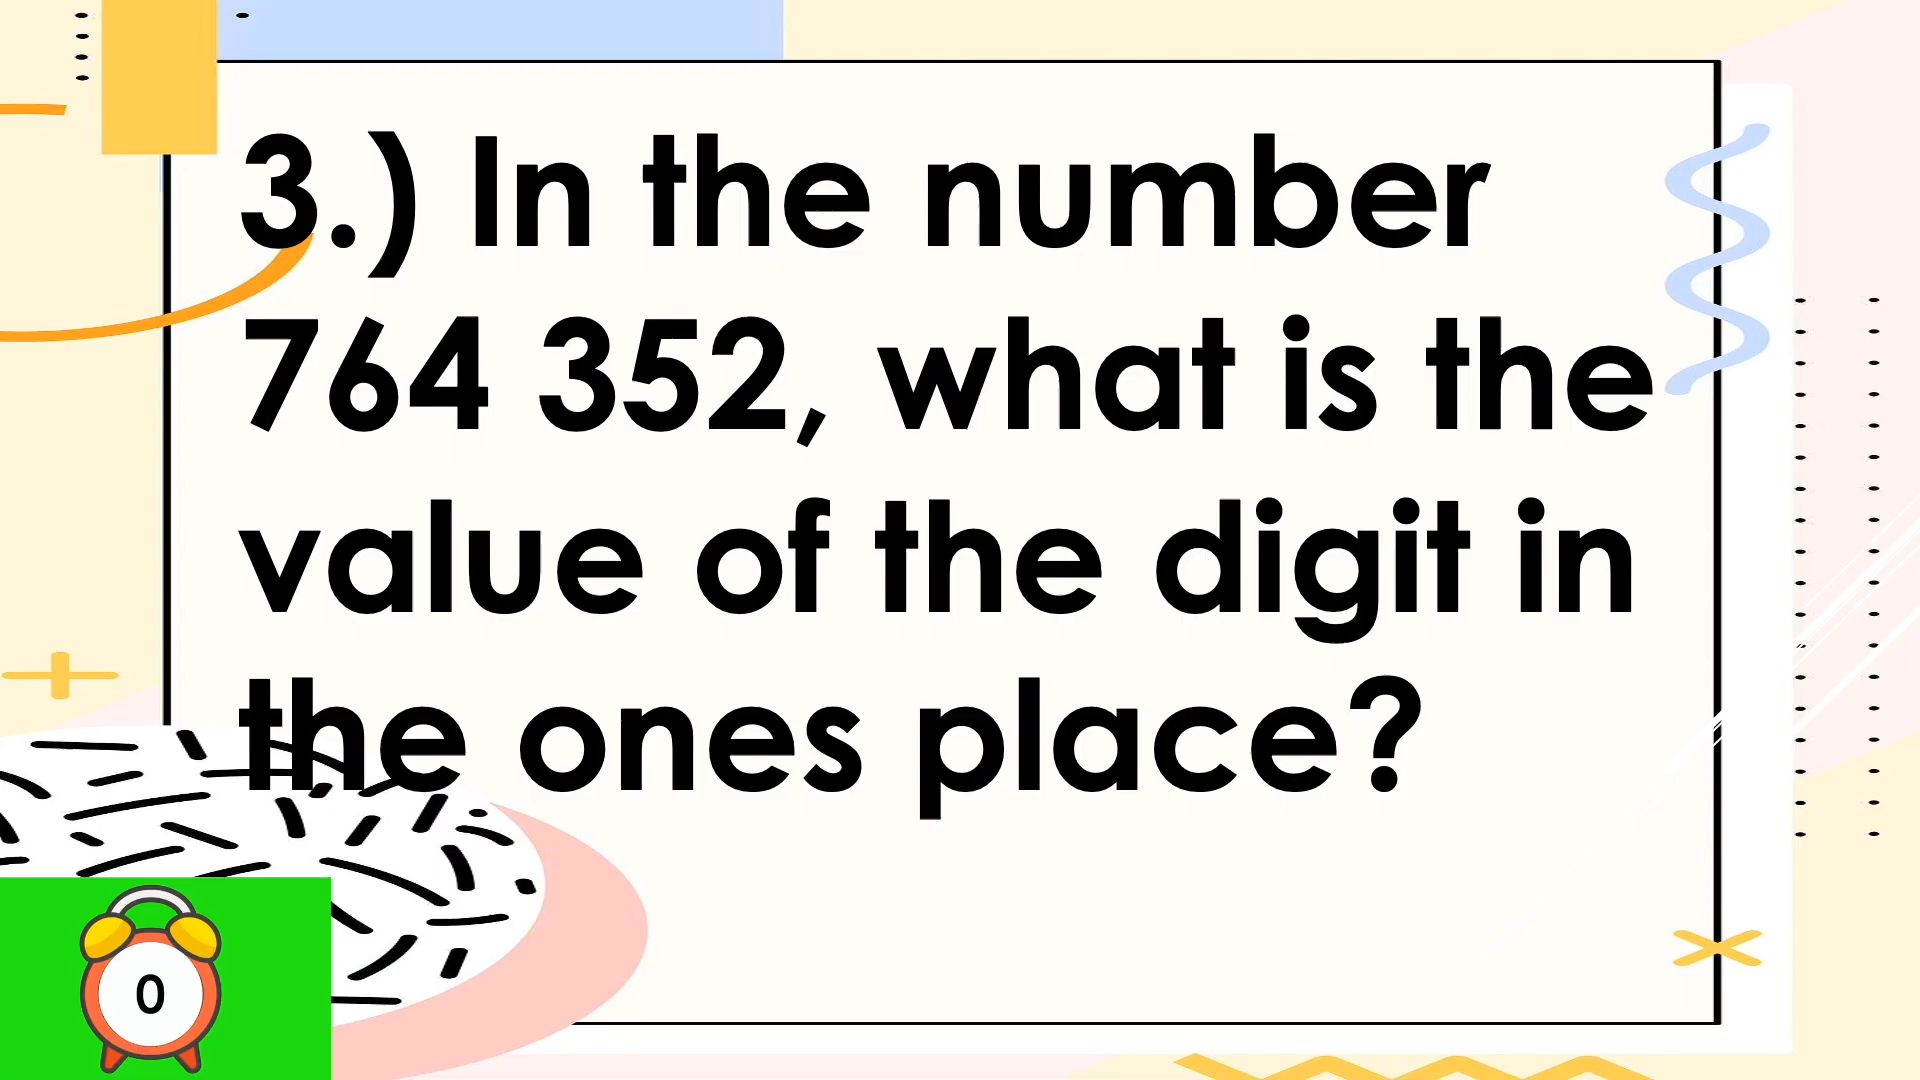 3.) In the number
764 352, what is the
value of the digit in
the ones place?
0